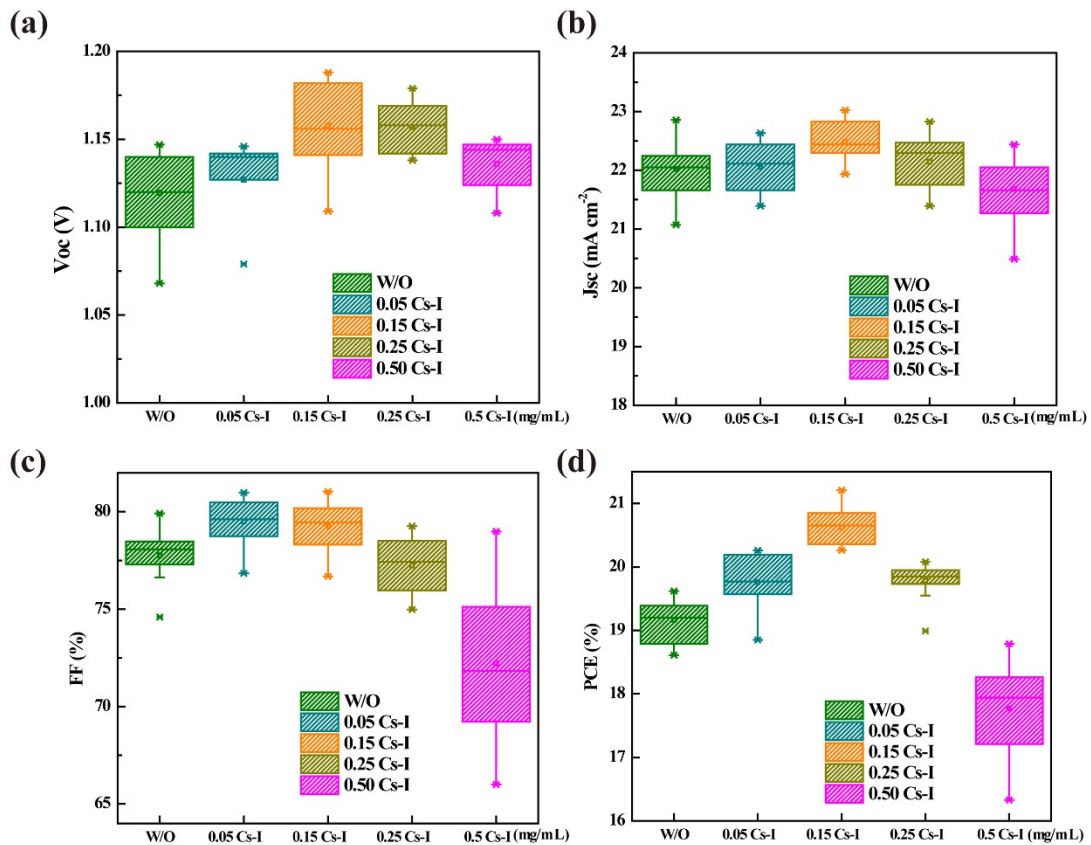 (a)
1.20
1.15
1.10
1.05
1.00
Voc (V)
W/O
0.05 Cs-I
0.15 Cs-I
0.25 Cs-I
0.50 Cs-I
W/O 0.05 Cs-I 0.15 Cs-I 0.25 Cs-I 0.5 Cs-I (mg/mL)
(b)
24
23
22
21
20
19
18
Jsc (mA cm-2)
W/O
0.05 Cs-I
0.15 Cs-I
0.25 Cs-I
0.50 Cs-I
W/O 0.05 Cs-I 0.15 Cs-I 0.25 Cs-I 0.5 Cs-I (mg/mL)
(c)
80
75
70
65
FF (%)
W/O
0.05 Cs-I
0.15 Cs-I
0.25 Cs-I
0.50 Cs-I
W/O 0.05 Cs-I 0.15 Cs-I 0.25 Cs-I 0.5 Cs-I (mg/mL)
(d)
21
20
19
18
17
16
PCE (%)
W/O
0.05 Cs-I
0.15 Cs-I
0.25 Cs-I
0.50 Cs-I
W/O 0.05 Cs-I 0.15 Cs-I 0.25 Cs-I 0.5 Cs-I (mg/mL)